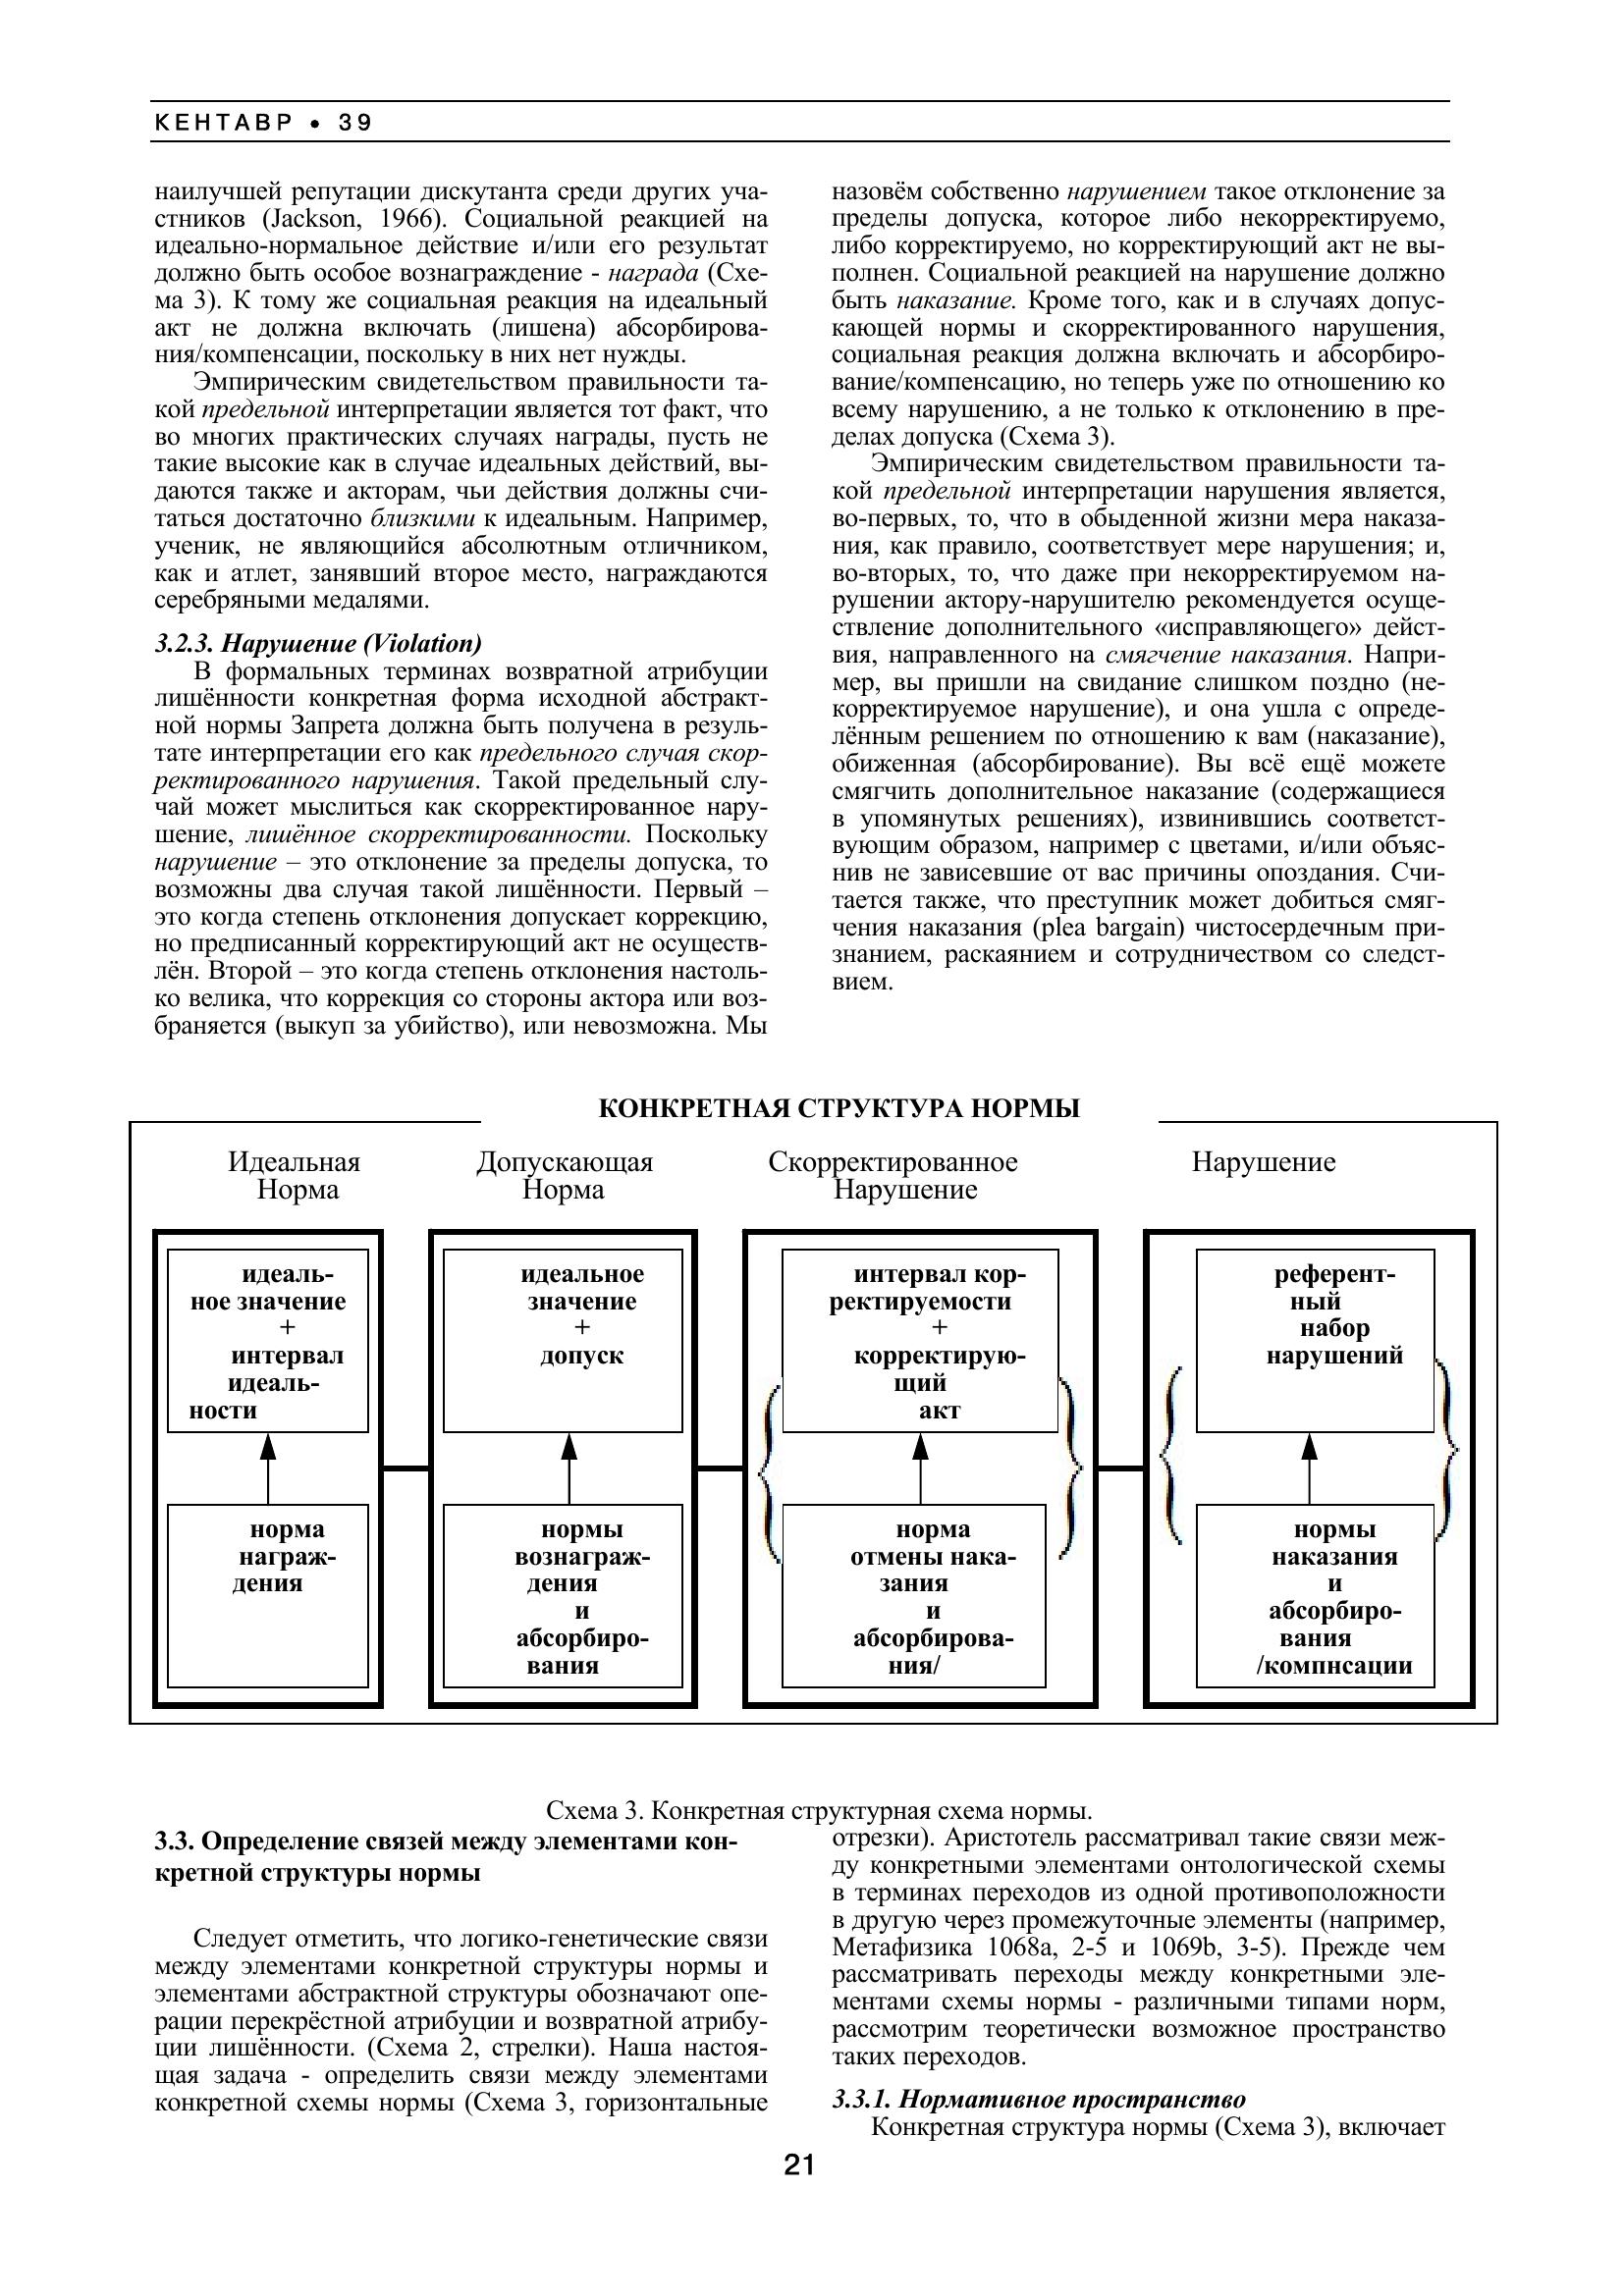 КЕНТАВР • 39
наилучшей репутации дискутанта среди других уча-
стников (Jackson, 1966). Социальной реакцией на
идеально-нормальное действие и/или его результат
должно быть особое вознаграждение - награда (Схе-
ма 3). К тому же социальная реакция на идеальный
акт не должна включать (лишена) абсорбирова-
ния/компенсации, поскольку в них нет нужды.
Эмпирическим свидетельством правильности та-
кой предельной интерпретации является тот факт, что
во многих практических случаях награды, пусть не
такие высокие как в случае идеальных действий, вы-
даются также и акторам, чьи действия должны счи-
таться достаточно близкими к идеальным. Например,
ученик, не являющийся абсолютным отличником,
как и атлет, занявший второе место, награждаются
серебряными медалями.
3.2.3. Нарушение (Violation)
В формальных терминах возвратной атрибуции
лишённости конкретная форма исходной абстракт-
ной нормы Запрета должна быть получена в резуль-
тате интерпретации его как предельного случая скор-
ректированного нарушения. Такой предельный слу-
чай может мыслиться как скорректированное нару-
шение, лишённое скорректированности. Поскольку
нарушение – это отклонение за пределы допуска, то
возможны два случая такой лишённости. Первый –
это когда степень отклонения допускает коррекцию,
но предписанный корректирующий акт не осуществ-
лён. Второй – это когда степень отклонения настоль-
ко велика, что коррекция со стороны актора или воз-
браняется (выкуп за убийство), или невозможна. Мы
назовём собственно нарушением такое отклонение за
пределы допуска, которое либо некорректируемо,
либо корректируемо, но корректирующий акт не вы-
полнен. Социальной реакцией на нарушение должно
быть наказание. Кроме того, как и в случаях допус-
кающей нормы и скорректированного нарушения,
социальная реакция должна включать и абсорбиро-
вание/компенсацию, но теперь уже по отношению ко
всему нарушению, а не только к отклонению в пре-
делах допуска (Схема 3).
Эмпирическим свидетельством правильности та-
кой предельной интерпретации нарушения является,
во-первых, то, что в обыденной жизни мера наказа-
ния, как правило, соответствует мере нарушения; и,
во-вторых, то, что даже при некорректируемом на-
рушении актору-нарушителю рекомендуется осуще-
ствление дополнительного «исправляющего» дейст-
вия, направленного на смягчение наказания. Напри-
мер, вы пришли на свидание слишком поздно (не-
корректируемое нарушение), и она ушла с опреде-
лённым решением по отношению к вам (наказание),
обиженная (абсорбирование). Вы всё ещё можете
смягчить дополнительное наказание (содержащиеся
в упомянутых решениях), извинившись соответст-
вующим образом, например с цветами, и/или объяс-
нив не зависевшие от вас причины опоздания. Счи-
тается также, что преступник может добиться смяг-
чения наказания (plea bargain) чистосердечным при-
знанием, раскаянием и сотрудничеством со следст-
вием.
КОНКРЕТНАЯ СТРУКТУРА НОРМЫ
Идеальная
Норма
Допускающая
Норма
Скорректированное
Нарушение
Нарушение
идеаль-
ное значение
+
интервал
идеаль-
ности
идеальное
значение
+
допуск
интервал кор-
ректируемости
+
корректирую-
щий
акт
референт-
ный
набор
нарушений
норма
награж-
дения
нормы
вознаграж-
дения
и
абсорбиро-
вания
норма
отмены нака-
зания
и
абсорбирова-
ния/
нормы
наказания
и
абсорбиро-
вания
/компнсации
Схема 3. Конкретная структурная схема нормы.
3.3. Определение связей между элементами кон-
кретной структуры нормы
Следует отметить, что логико-генетические связи
между элементами конкретной структуры нормы и
элементами абстрактной структуры обозначают опе-
рации перекрёстной атрибуции и возвратной атрибу-
ции лишённости. (Схема 2, стрелки). Наша настоя-
щая задача - определить связи между элементами
конкретной схемы нормы (Схема 3, горизонтальные
отрезки). Аристотель рассматривал такие связи меж-
ду конкретными элементами онтологической схемы
в терминах переходов из одной противоположности
в другую через промежуточные элементы (например,
Метафизика 1068a, 2-5 и 1069b, 3-5). Прежде чем
рассматривать переходы между конкретными эле-
ментами схемы нормы - различными типами норм,
рассмотрим теоретически возможное пространство
таких переходов.
3.3.1. Нормативное пространство
Конкретная структура нормы (Схема 3), включает
21